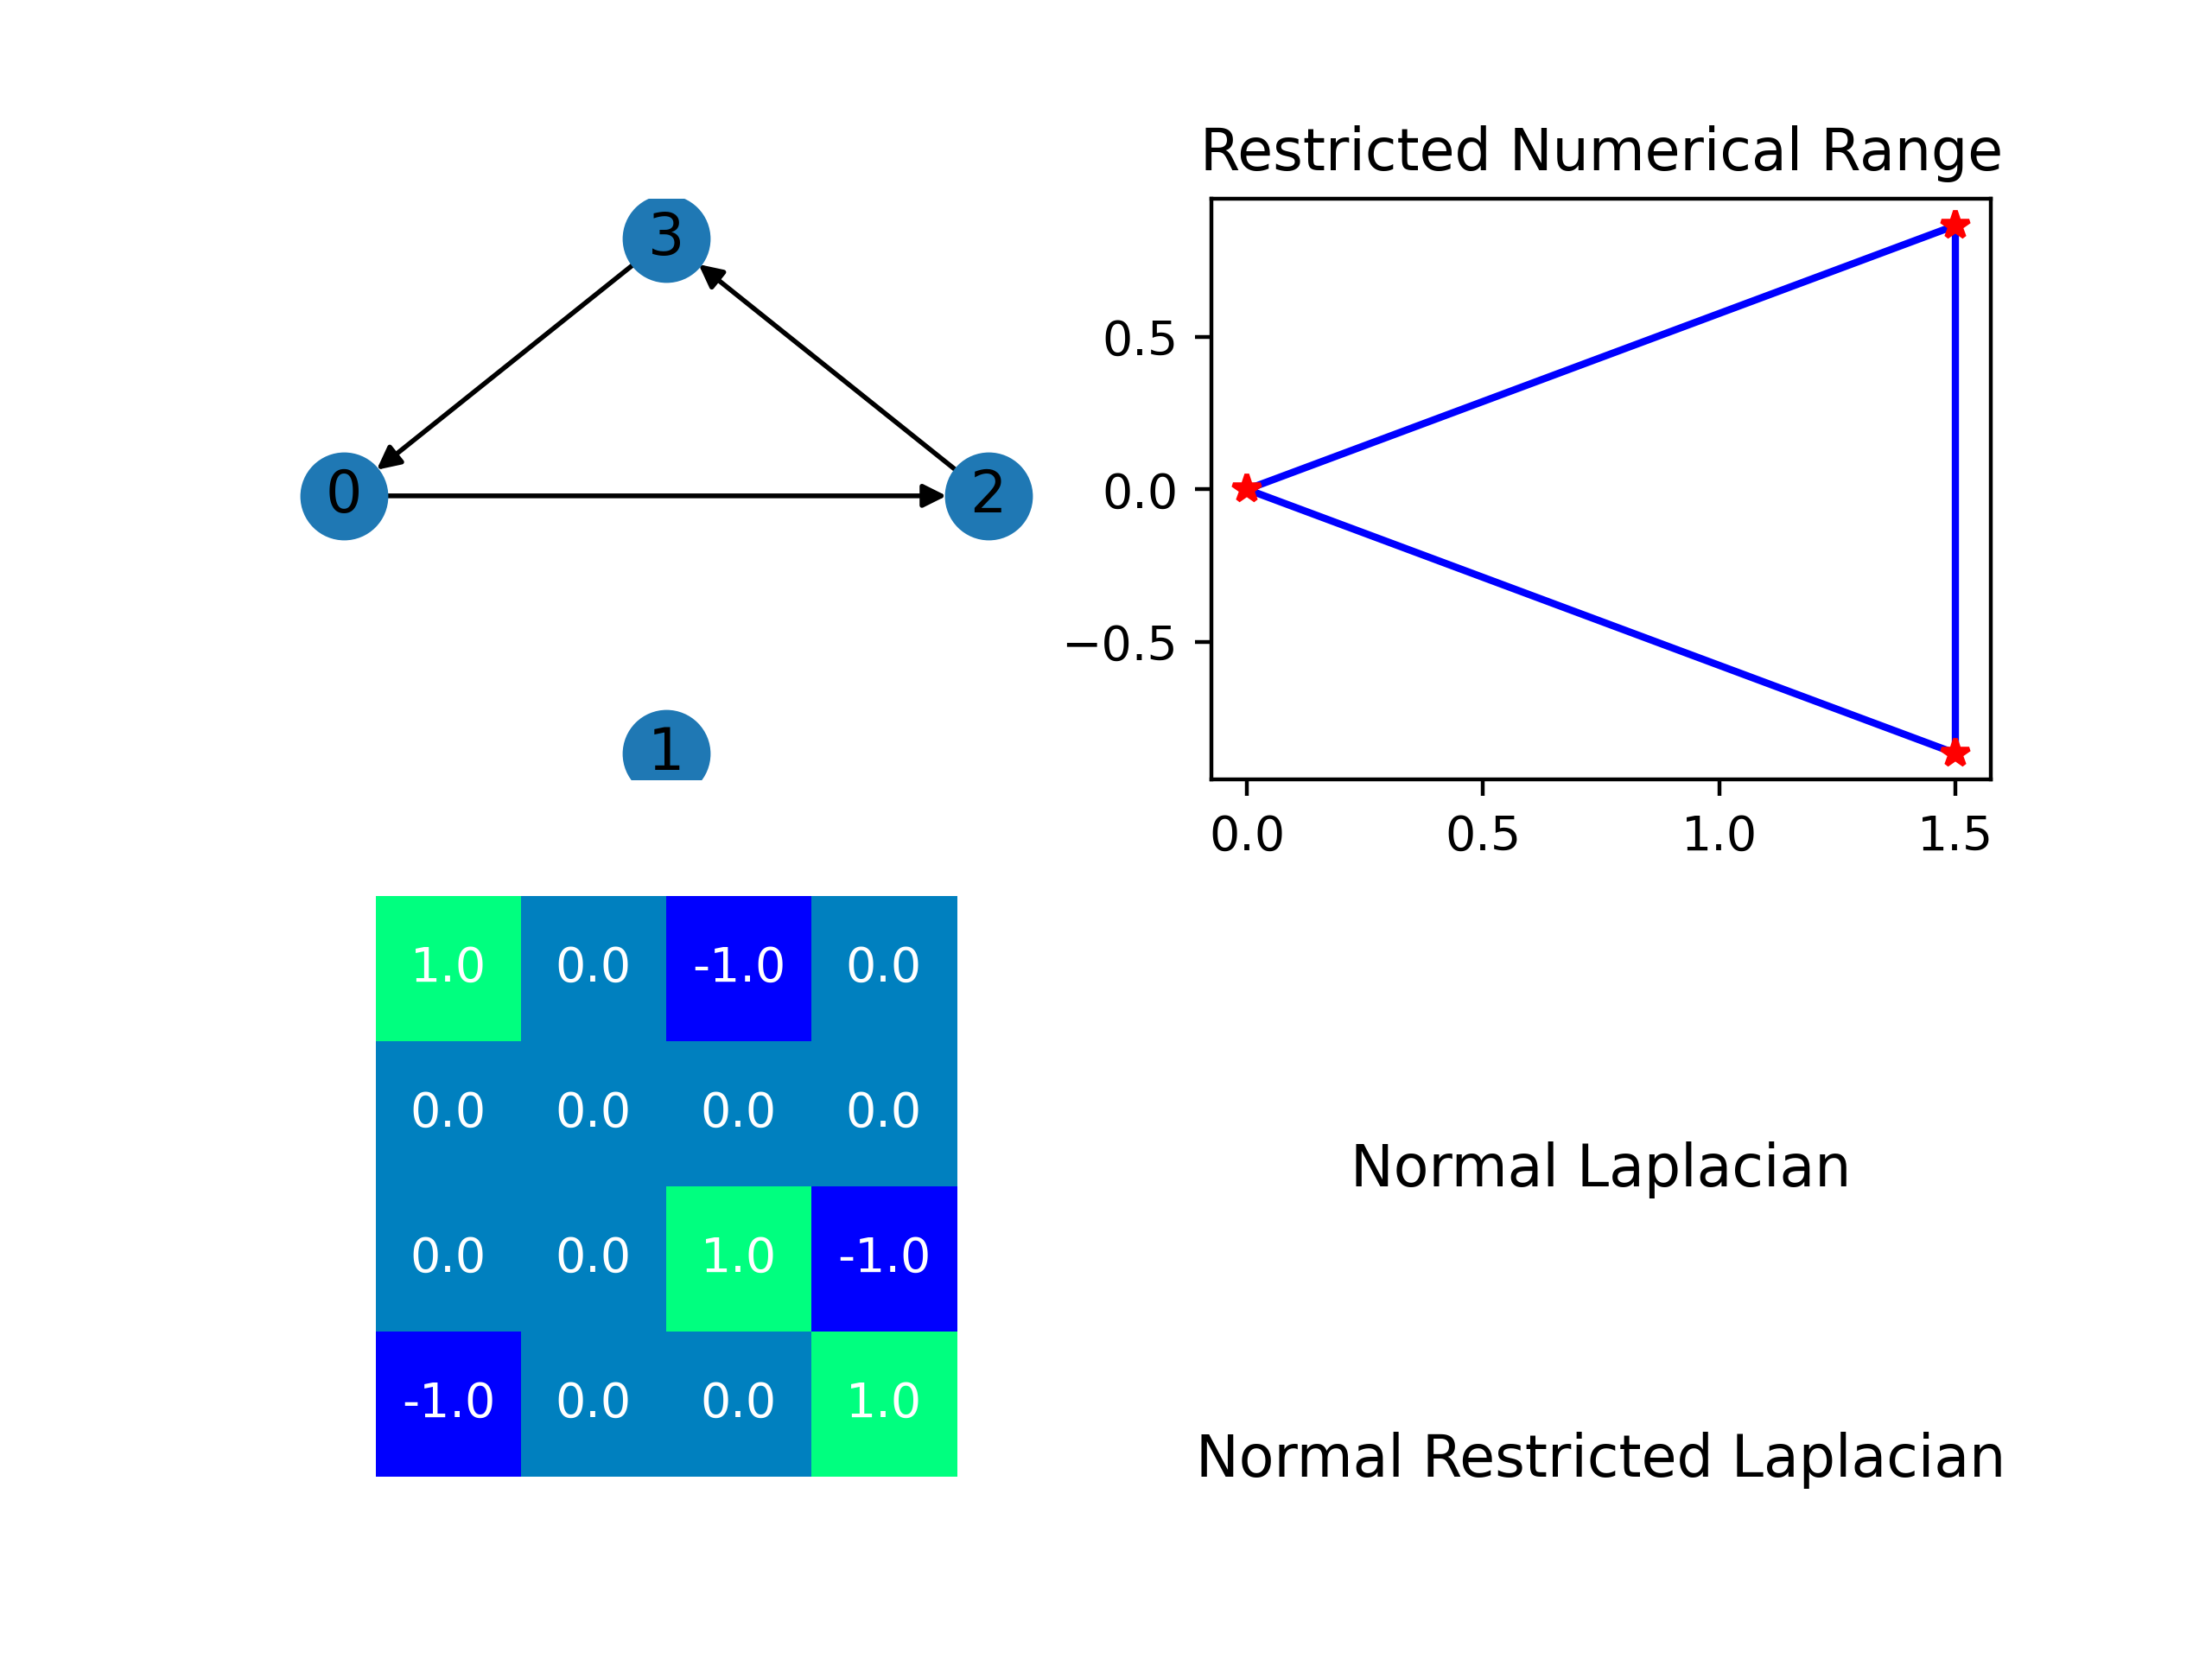 3
0
2
1
Restricted Numerical Range
0.5
0.0
−0.5
0.0 0.5 1.0 1.5
1.0 0.0 -1.0 0.0
0.0 0.0 0.0 0.0
0.0 0.0 1.0 -1.0
-1.0 0.0 0.0 1.0
Normal Laplacian
Normal Restricted Laplacian